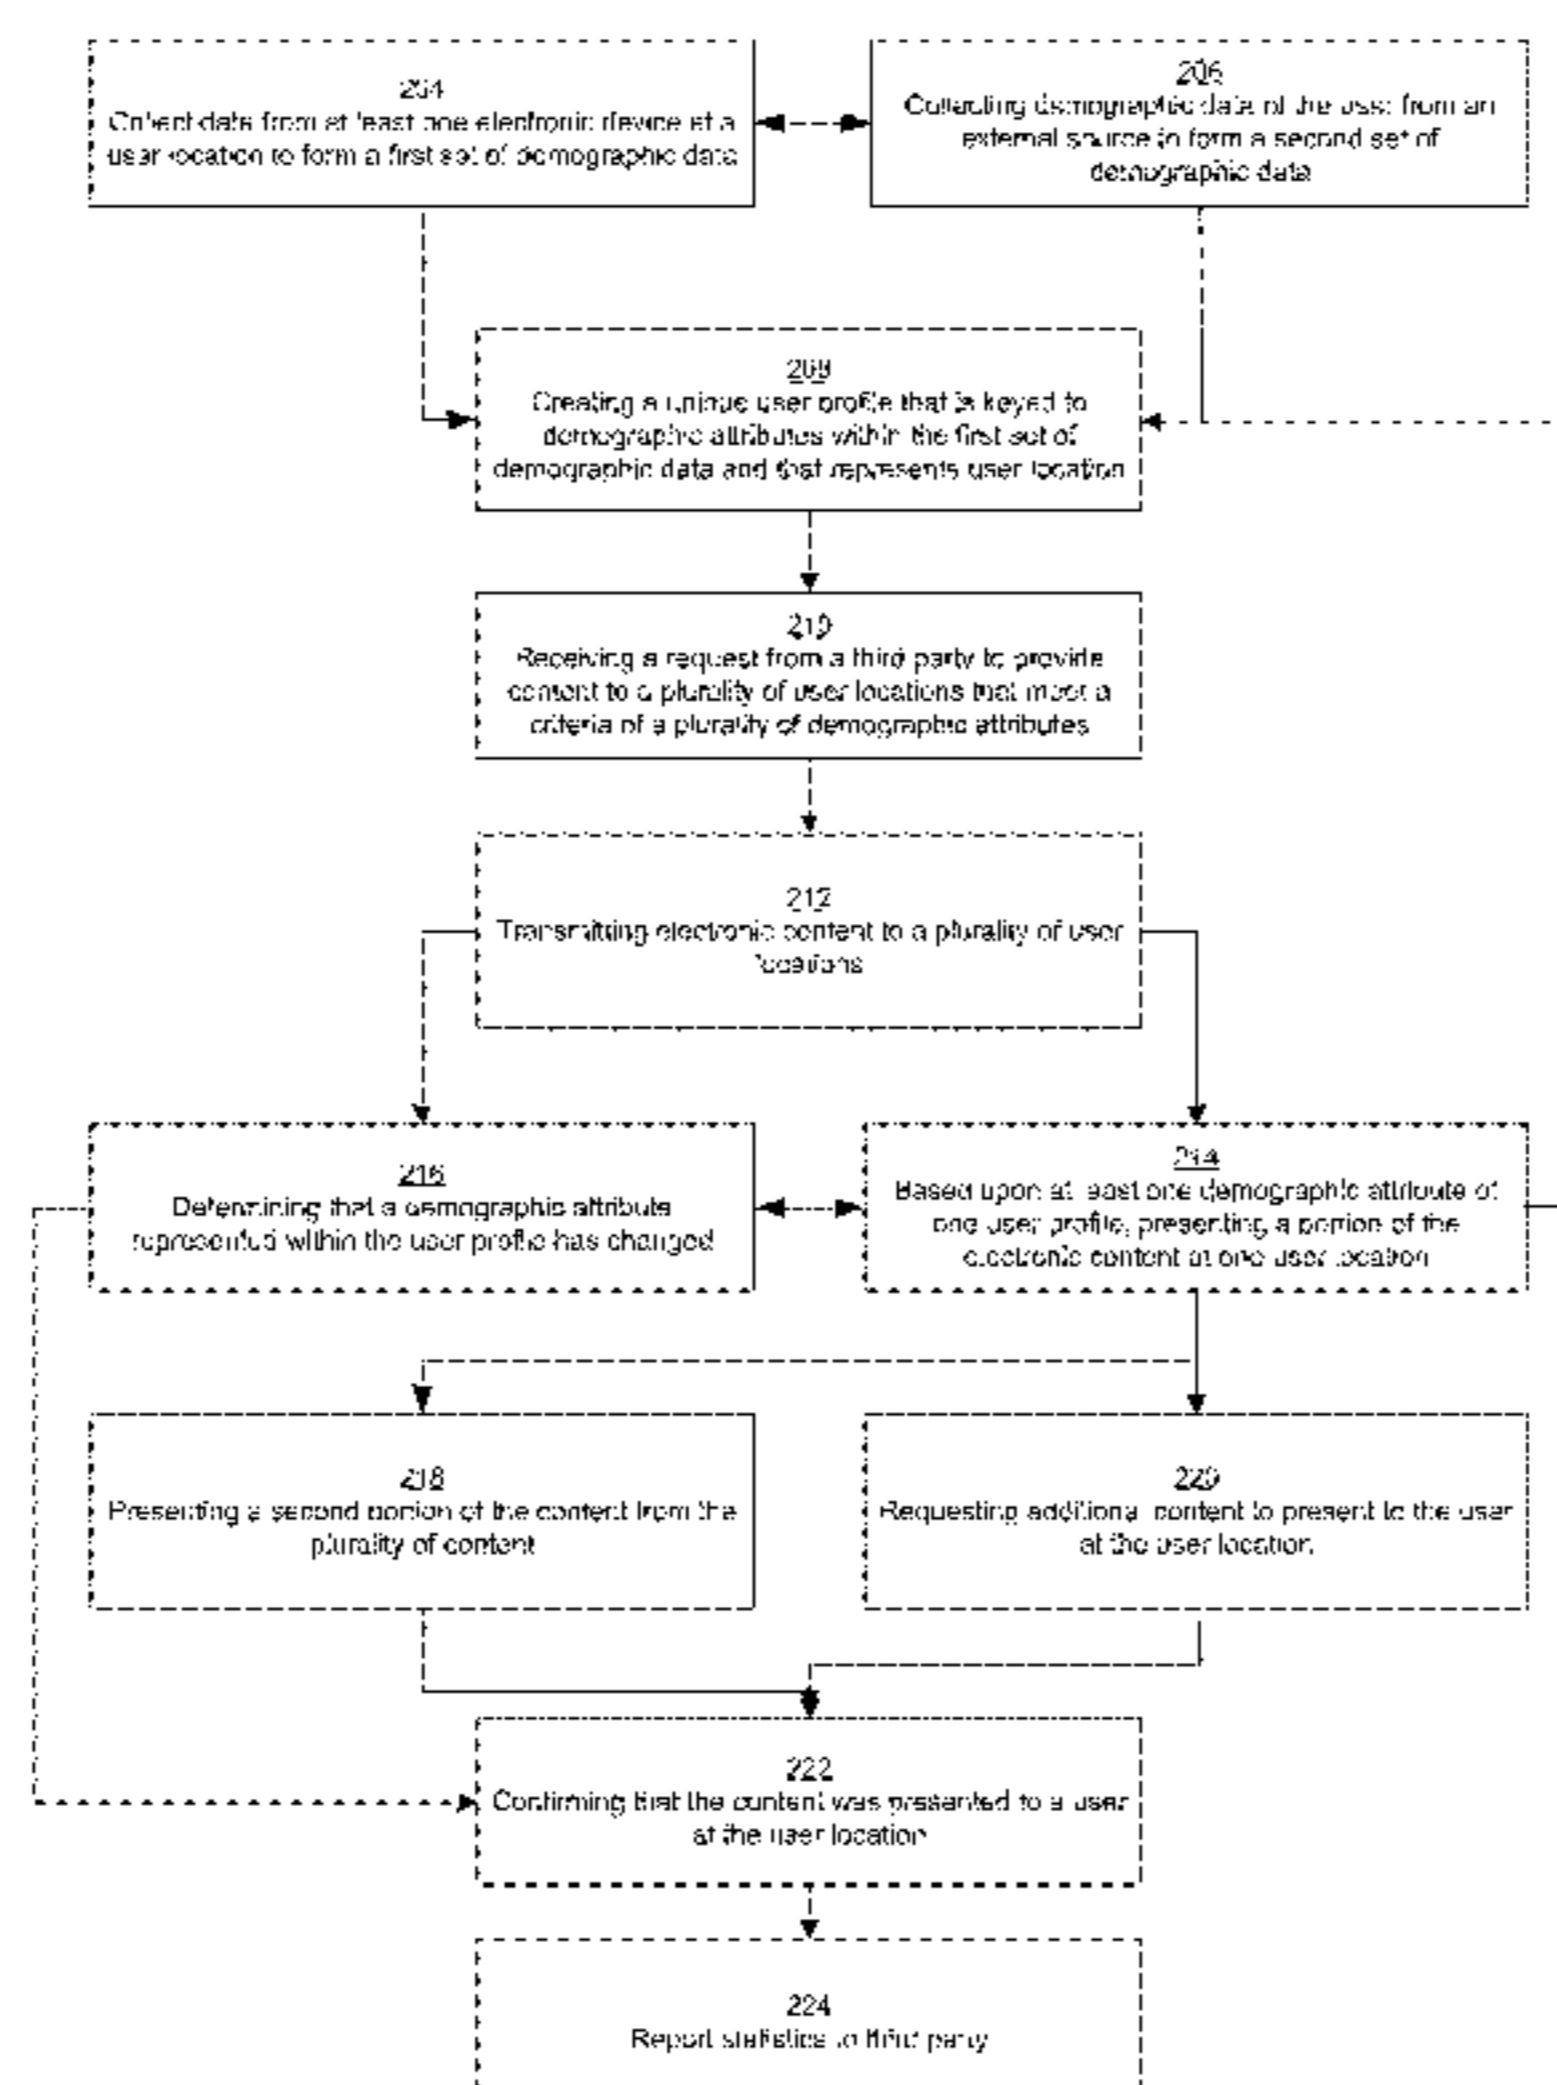 204
Collect data from at least one electronic device at a
user location to form a first set of demographic data
206
Collecting demographic data of the user from an
external source to form a second set of
demographic data
208
Creating a unique user profile that is keyed to
demographic attributes within the first set of
demographic data and that represents user location
210
Receiving a request from a third party to provide
content to a plurality of user locations that meet a
criteria of a plurality of demographic attributes
212
Transmitting electronic content to a plurality of user
locations
216
Determining that a demographic attribute
represented within the user profile has changed
214
Based upon at least one demographic attribute of
one user profile, presenting a portion of the
electronic content at one user location
218
Presenting a second portion of the content from the
plurality of content
220
Requesting additional content to present to the user
at the user location
222
Confirming that the content was presented to a user
at the user location
224
Report statistics to third party